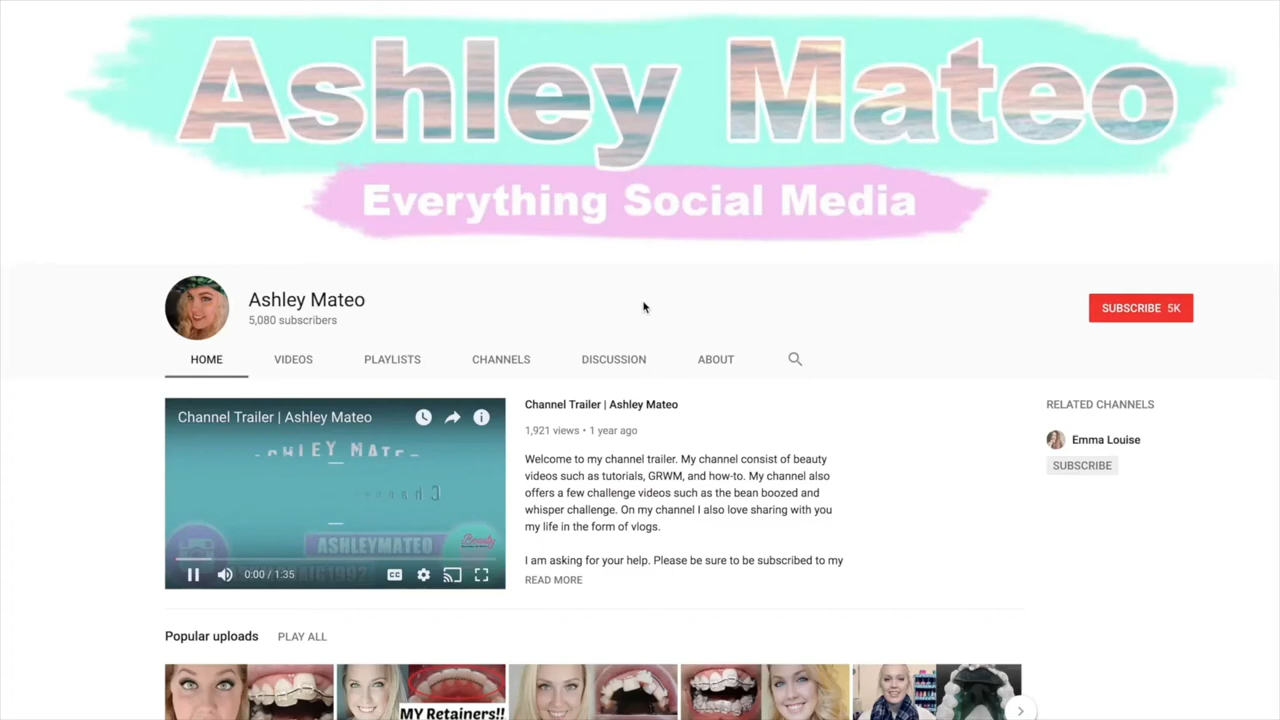 Ashley Mateo
Everything Social Media
Ashley Mateo
5,080 subscribers
SUBSCRIBE 5K
HOME
VIDEOS
PLAYLISTS
CHANNELS
DISCUSSION
ABOUT
Channel Trailer | Ashley Mateo
ASHLEYMATEO
0:00 / 1:35
CC
Channel Trailer | Ashley Mateo
1,921 views • 1 year ago
Welcome to my channel trailer. My channel consist of beauty
videos such as tutorials, GRWM, and how-to. My channel also
offers a few challenge videos such as the bean boozed and
whisper challenge. On my channel I also love sharing with you
my life in the form of vlogs.
I am asking for your help. Please be sure to be subscribed to my
READ MORE
RELATED CHANNELS
Emma Louise
SUBSCRIBE
Popular uploads
PLAY ALL
MY Retainers!!